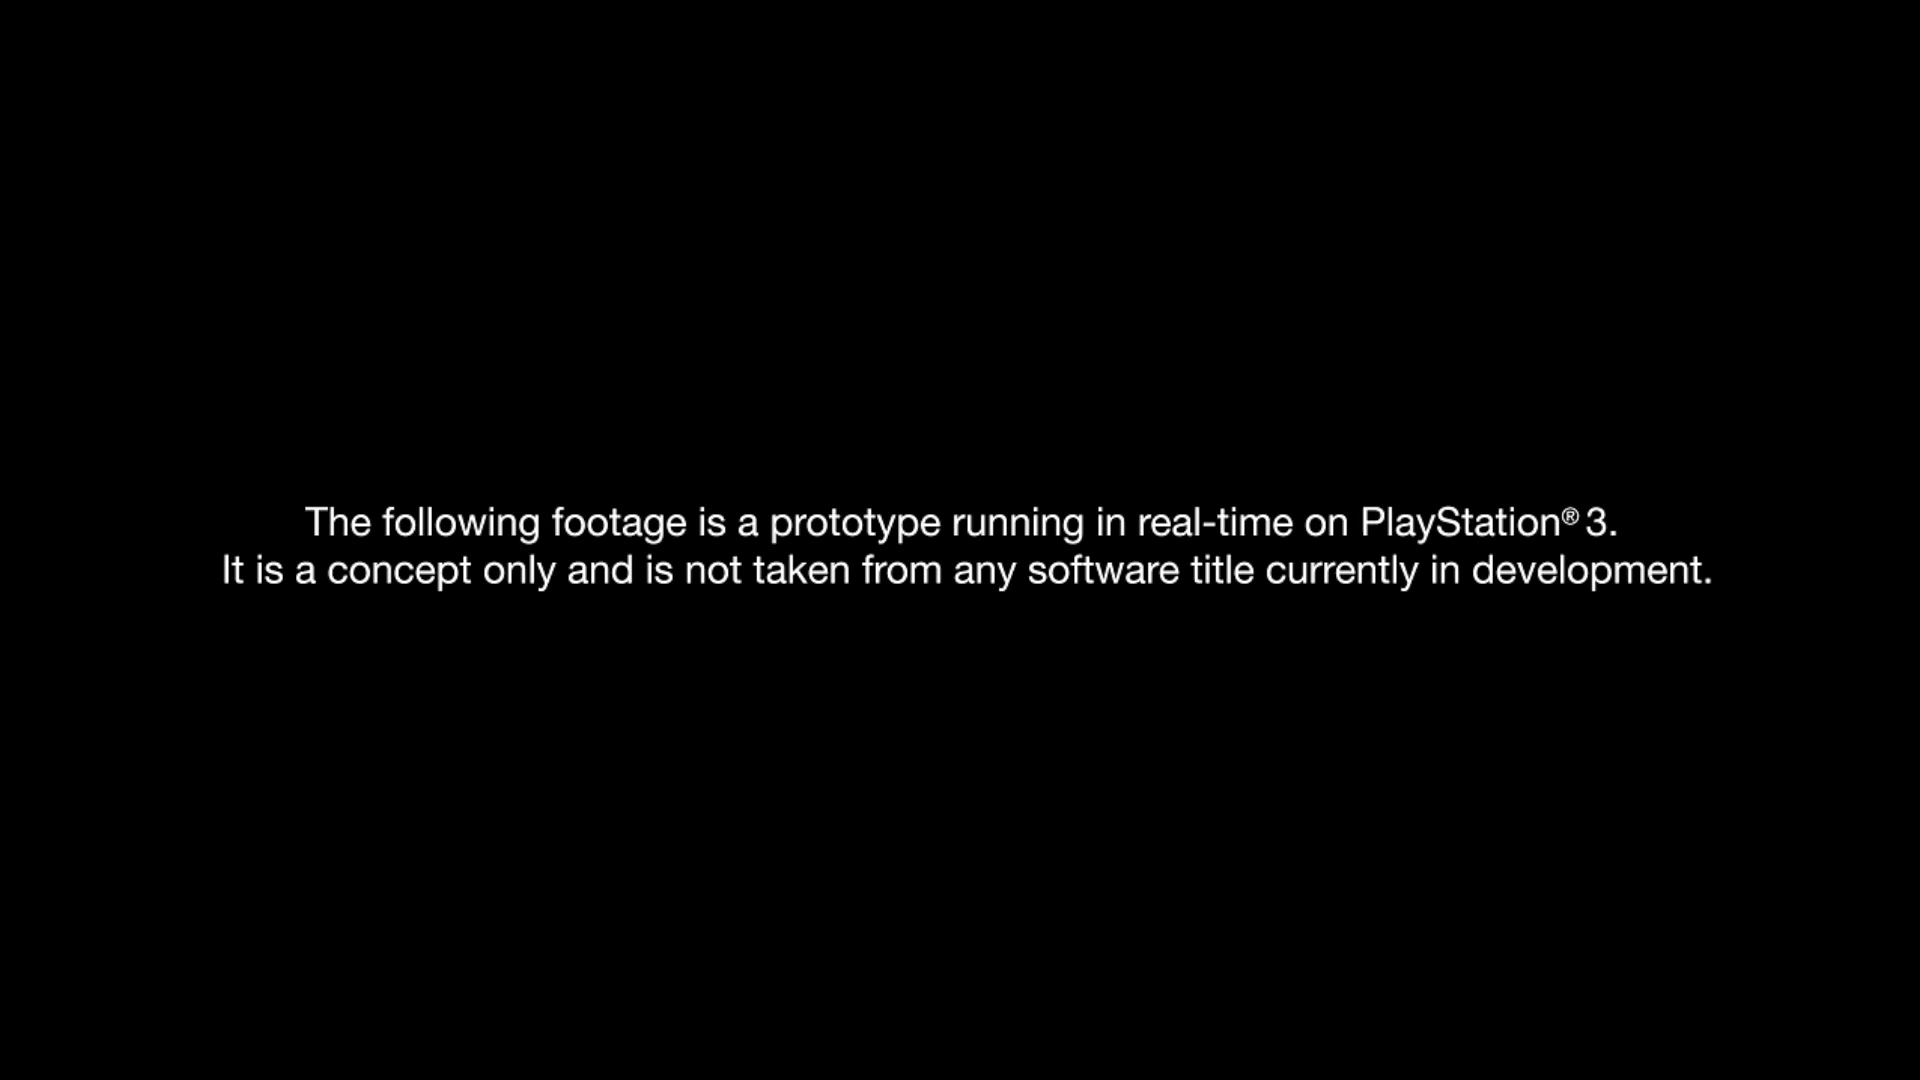 The following footage is a prototype running in real-time on PlayStation® 3.
It is a concept only and is not taken from any software title currently in development.